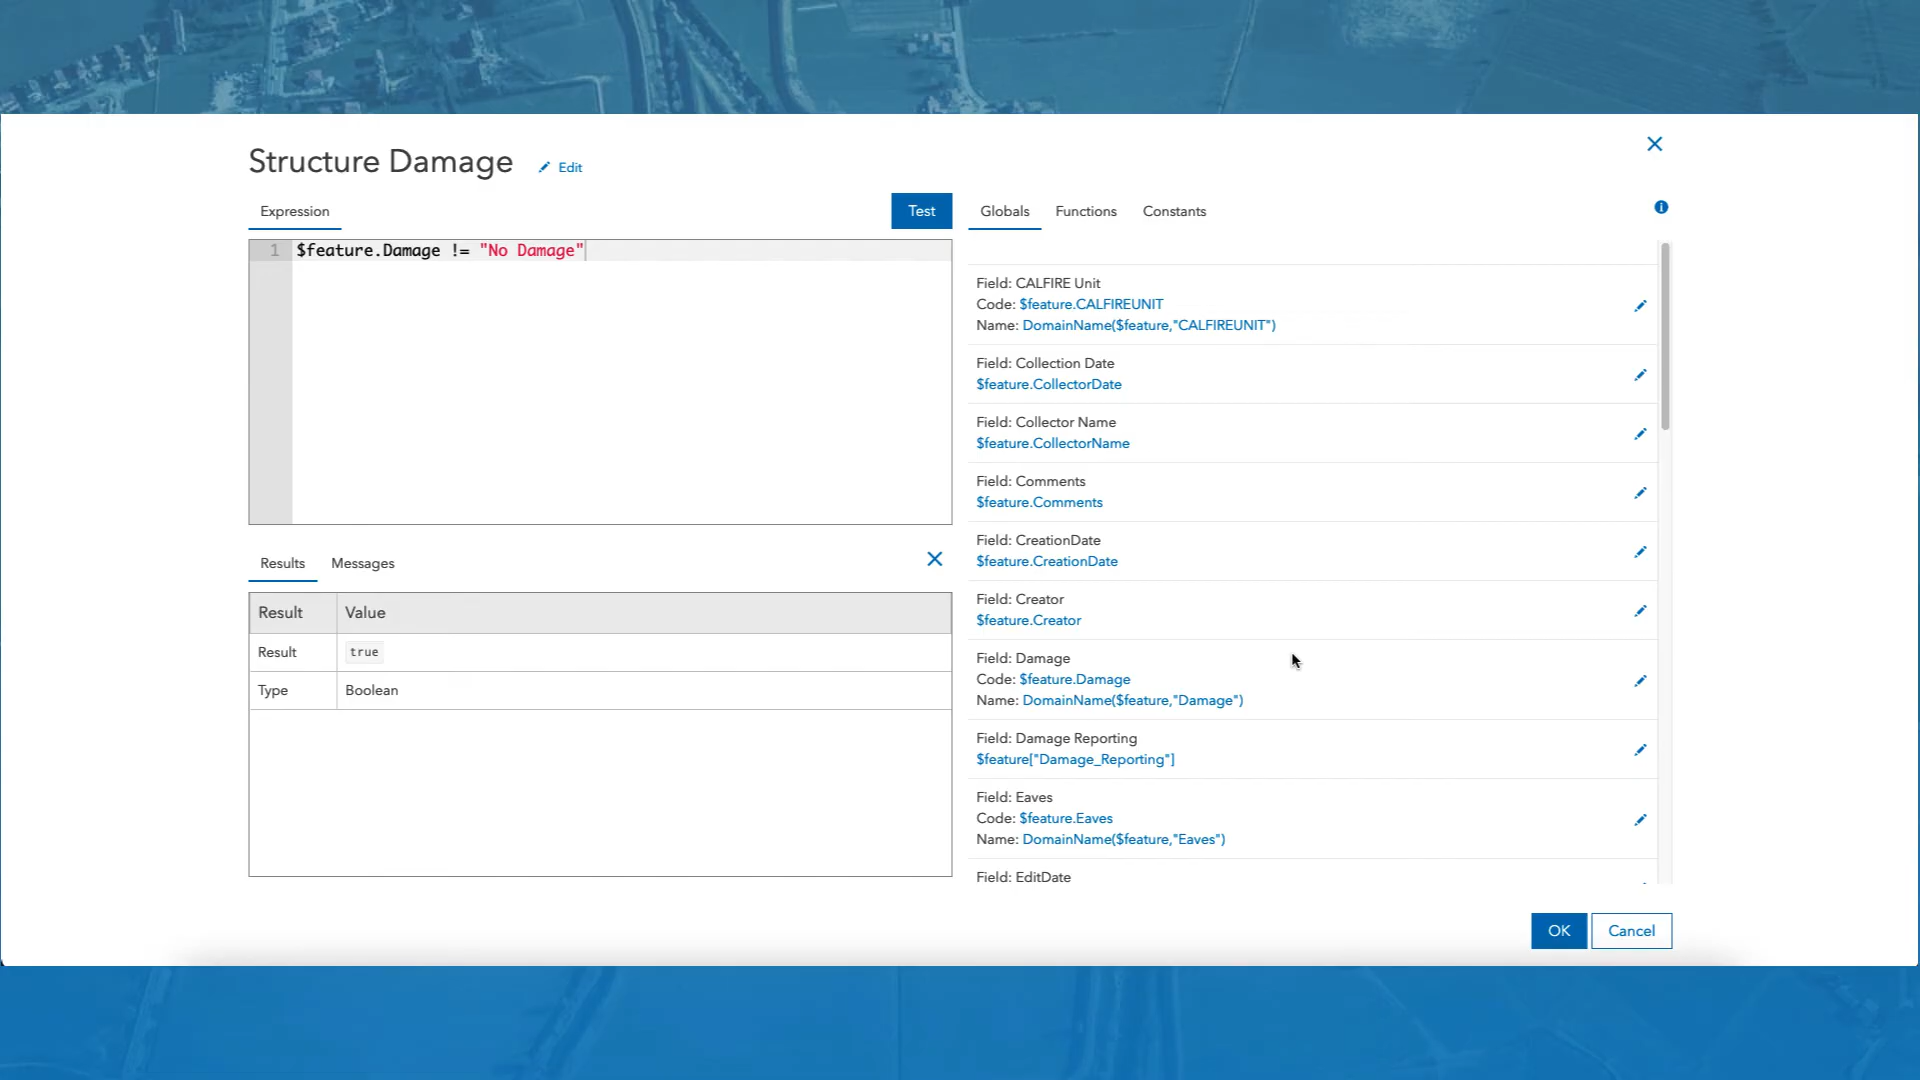 Structure Damage
Edit
Expression
Test
1
$feature.Damage != "No Damage"
Results
Messages
Result
Value
Result
true
Type
Boolean
Globals
Functions
Constants
Field: CALFIRE Unit
Code: $feature.CALFIREUNIT
Name: DomainName($feature,"CALFIREUNIT")
Field: Collection Date
$feature.CollectorDate
Field: Collector Name
$feature.CollectorName
Field: Comments
$feature.Comments
Field: CreationDate
$feature.CreationDate
Field: Creator
$feature.Creator
Field: Damage
Code: $feature.Damage
Name: DomainName($feature,"Damage")
Field: Damage Reporting
$feature["Damage_Reporting"]
Field: Eaves
Code: $feature.Eaves
Name: DomainName($feature,"Eaves")
Field: EditDate
OK
Cancel